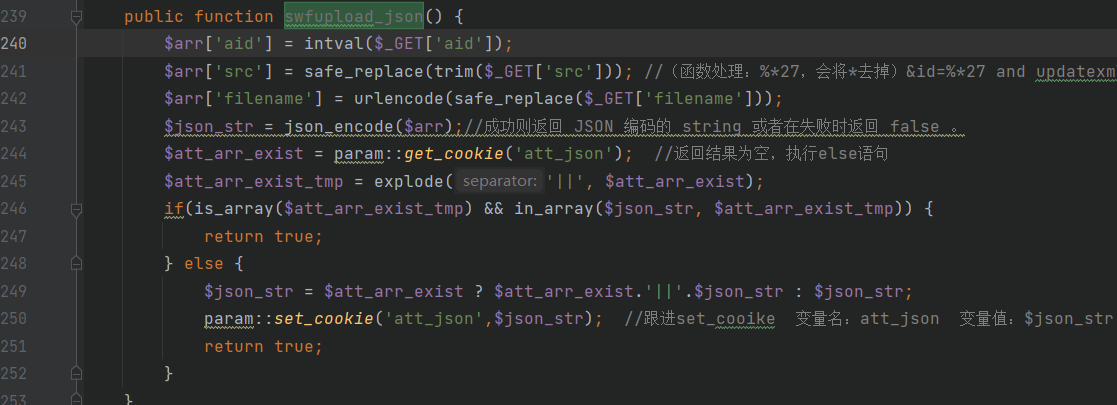 239 public function swfupload_json() {
240 $arr['aid'] = intval($_GET['aid']);
241 $arr['src'] = safe_replace(trim($_GET['src'])); //（函数处理：%*27，会将*去掉）&id=%*27 and updatexm
242 $arr['filename'] = urlencode(safe_replace($_GET['filename']));
243 $json_str = json_encode($arr);//成功则返回 JSON 编码的 string 或者在失败时返回 false 。
244 $att_arr_exist = param::get_cookie('att_json'); //返回结果为空，执行else语句
245 $att_arr_exist_tmp = explode( separator: '||', $att_arr_exist);
246 if(is_array($att_arr_exist_tmp) && in_array($json_str, $att_arr_exist_tmp)) {
247 return true;
248 } else {
249 $json_str = $att_arr_exist ? $att_arr_exist.'||'.$json_str : $json_str;
250 param::set_cookie('att_json',$json_str); //跟进set_cooike 变量名：att_json 变量值：$json_str
251 return true;
252 }
253 }